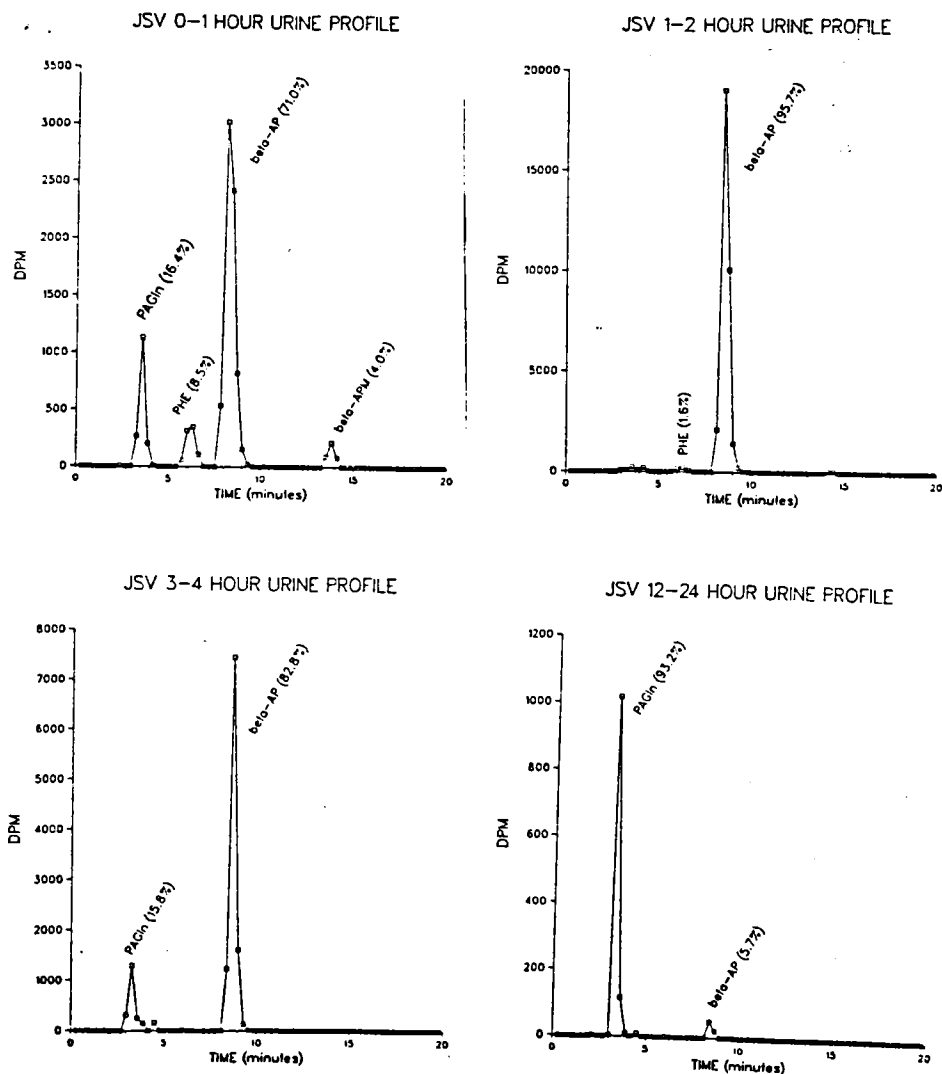 JSV 0-1 HOUR URINE PROFILE
3500
3000
2500
2000
1500
1000
500
0
DPM
PAGln (16.4%)
PHE (8.5%)
beta-AP (71.0%)
beta-APM (4.0%)
0 5 10 15 20
TIME (minutes)
JSV 1-2 HOUR URINE PROFILE
20000
15000
10000
5000
0
DPM
PHE (1.6%)
beta-AP (95.7%)
0 5 10 15 20
TIME (minutes)
JSV 3-4 HOUR URINE PROFILE
8000
7000
6000
5000
4000
3000
2000
1000
0
DPM
PAGln (15.8%)
beta-AP (82.8%)
0 5 10 15 20
TIME (minutes)
JSV 12-24 HOUR URINE PROFILE
1200
1000
800
600
400
200
0
DPM
PAGln (93.2%)
beta-AP (5.7%)
0 5 10 15 20
TIME (minutes)